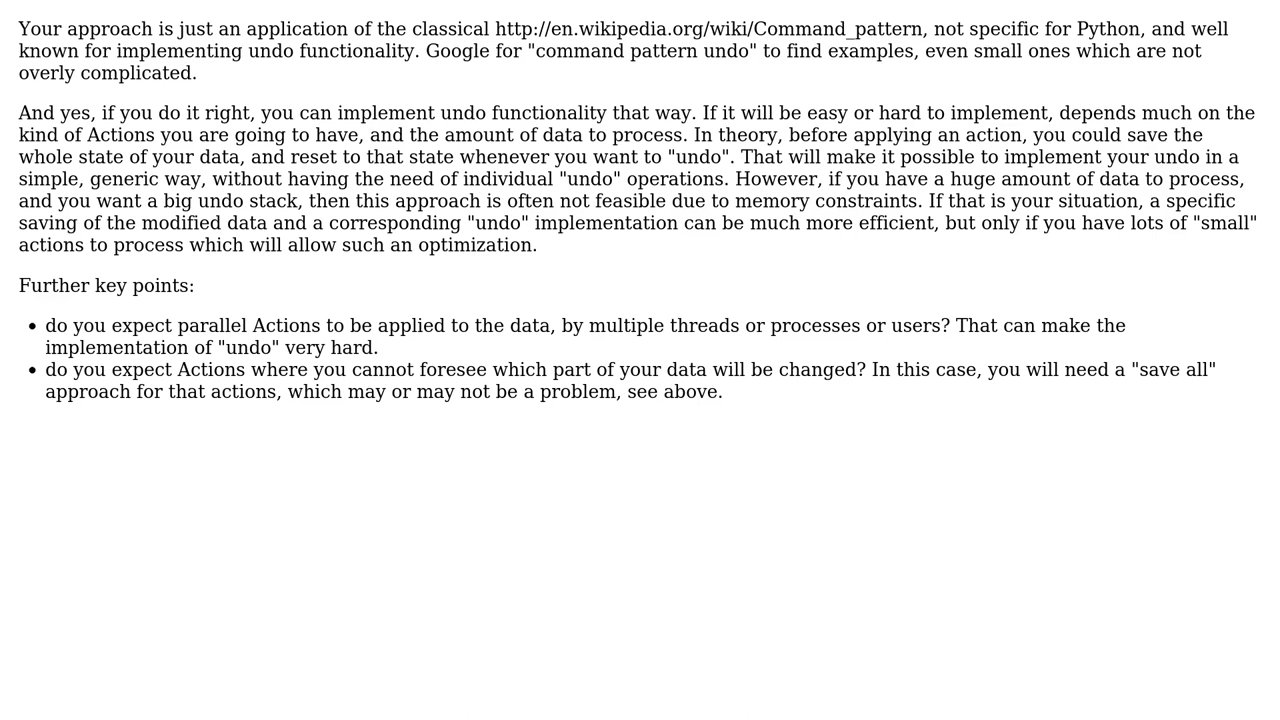 Your approach is just an application of the classical http://en.wikipedia.org/wiki/Command_pattern, not specific for Python, and well
known for implementing undo functionality. Google for "command pattern undo" to find examples, even small ones which are not
overly complicated.
And yes, if you do it right, you can implement undo functionality that way. If it will be easy or hard to implement, depends much on the
kind of Actions you are going to have, and the amount of data to process. In theory, before applying an action, you could save the
whole state of your data, and reset to that state whenever you want to "undo". That will make it possible to implement your undo in a
simple, generic way, without having the need of individual "undo" operations. However, if you have a huge amount of data to process,
and you want a big undo stack, then this approach is often not feasible due to memory constraints. If that is your situation, a specific
saving of the modified data and a corresponding "undo" implementation can be much more efficient, but only if you have lots of "small"
actions to process which will allow such an optimization.
Further key points:
• do you expect parallel Actions to be applied to the data, by multiple threads or processes or users? That can make the
implementation of "undo" very hard.
• do you expect Actions where you cannot foresee which part of your data will be changed? In this case, you will need a "save all"
approach for that actions, which may or may not be a problem, see above.